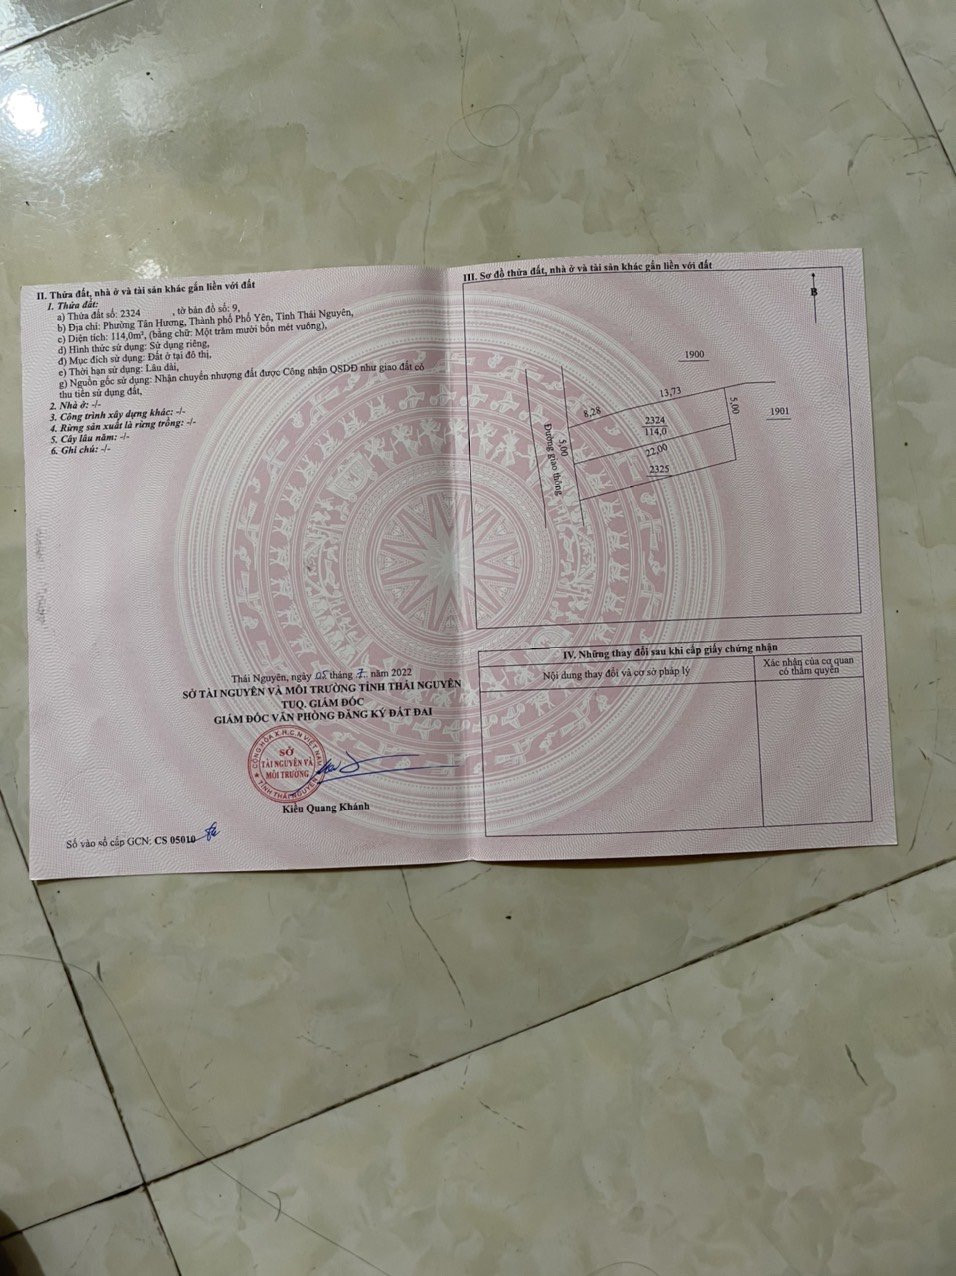 II. Thửa đất, nhà ở và tài sản khác gắn liền với đất
1. Thửa đất:
a) Thửa đất số: 2324 , tờ bản đồ số: 9,
b) Địa chỉ: Phường Tân Hương, Thành phố Phổ Yên, Tỉnh Thái Nguyên,
c) Diện tích: 114,0m², (bằng chữ: Một trăm mười bốn mét vuông),
d) Hình thức sử dụng: Sử dụng riêng,
đ) Mục đích sử dụng: Đất ở tại đô thị,
e) Thời hạn sử dụng: Lâu dài,
g) Nguồn gốc sử dụng: Nhận chuyển nhượng đất được Công nhận QSDĐ như giao đất có
thu tiền sử dụng đất,
2. Nhà ở: -/-
3. Công trình xây dựng khác: -/-
4. Rừng sản xuất là rừng trồng: -/-
5. Cây lâu năm: -/-
6. Ghi chú: -/-
Thái Nguyên, ngày 05 tháng 7 năm 2022
SỞ TÀI NGUYÊN VÀ MÔI TRƯỜNG TỈNH THÁI NGUYÊN
TUQ. GIÁM ĐỐC
GIÁM ĐỐC VĂN PHÒNG ĐĂNG KÝ ĐẤT ĐAI
CỘNG HÒA X.H.C.N VIỆT NAM
SỞ
TÀI NGUYÊN VÀ
MÔI TRƯỜNG
TỈNH THÁI NGUYÊN
Kiều Quang Khánh
Số vào sổ cấp GCN: CS 05010
III. Sơ đồ thửa đất, nhà ở và tài sản khác gắn liền với đất
B
1900
13,73
8,28
5,00
1901
2324
114,0
5,00
22,00
2325
Đường giao thông
IV. Những thay đổi sau khi cấp giấy chứng nhận
Nội dung thay đổi và cơ sở pháp lý
Xác nhận của cơ quan
có thẩm quyền